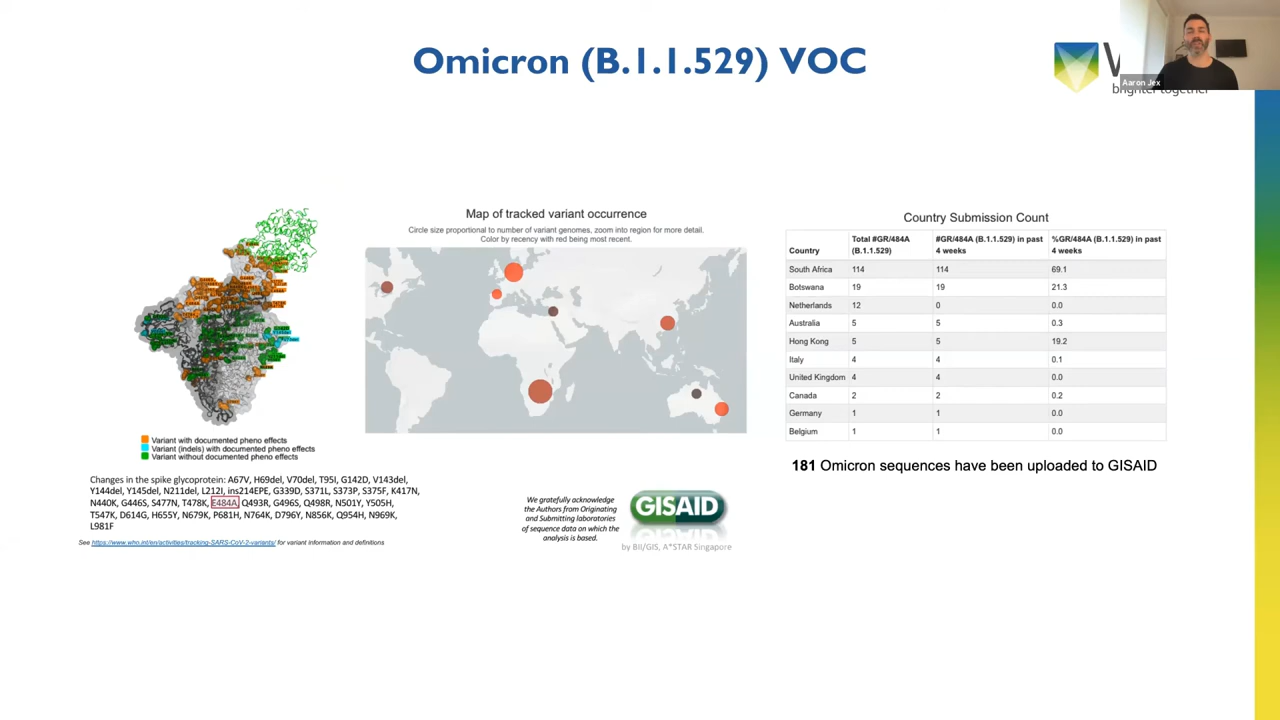 Omicron (B.1.1.529) VOC
Aaron Jex
brighter together
Map of tracked variant occurrence
Circle size proportional to number of variant genomes, zoom into region for more detail.
Color by recency with red being most recent.
Variant with documented pheno effects
Variant (indels) with documented pheno effects
Variant without documented pheno effects
Changes in the spike glycoprotein: A67V, H69del, V70del, T95I, G142D, V143del,
Y144del, Y145del, N211del, L212I, ins214EPE, G339D, S371L, S373P, S375F, K417N,
N440K, G446S, S477N, T478K, E484A, Q493R, G496S, Q498R, N501Y, Y505H,
T547K, D614G, H655Y, N679K, P681H, N764K, D796Y, N856K, Q954H, N969K,
L981F
See https://www.who.int/en/activities/tracking-SARS-CoV-2-variants/ for variant information and definitions
We gratefully acknowledge
the Authors from Originating
and Submitting laboratories
of sequence data on which the
analysis is based.
GISAID
by BII/GIS, A*STAR Singapore
Country Submission Count
Country Total #GR/484A (B.1.1.529) #GR/484A (B.1.1.529) in past 4 weeks %GR/484A (B.1.1.529) in past 4 weeks
South Africa 114 114 69.1
Botswana 19 19 21.3
Netherlands 12 0 0.0
Australia 5 5 0.3
Hong Kong 5 5 19.2
Italy 4 4 0.1
United Kingdom 4 4 0.0
Canada 2 2 0.2
Germany 1 1 0.0
Belgium 1 1 0.0
181 Omicron sequences have been uploaded to GISAID